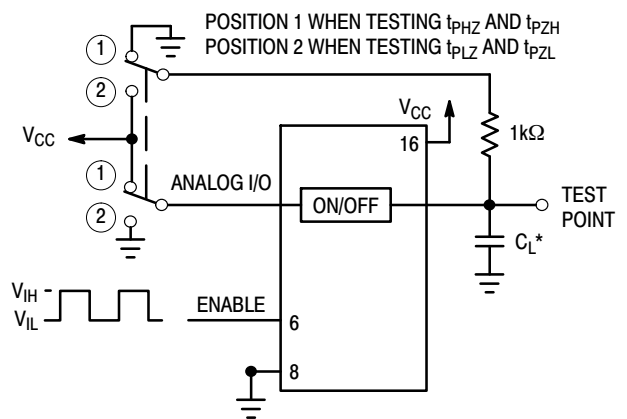 POSITION 1 WHEN TESTING tPHZ AND tPZH
POSITION 2 WHEN TESTING tPLZ AND tPZL
1
2
VCC
1
2
ANALOG I/O
ON/OFF
VCC
16
1kΩ
TEST
POINT
CL*
VIH
VIL
ENABLE
6
8